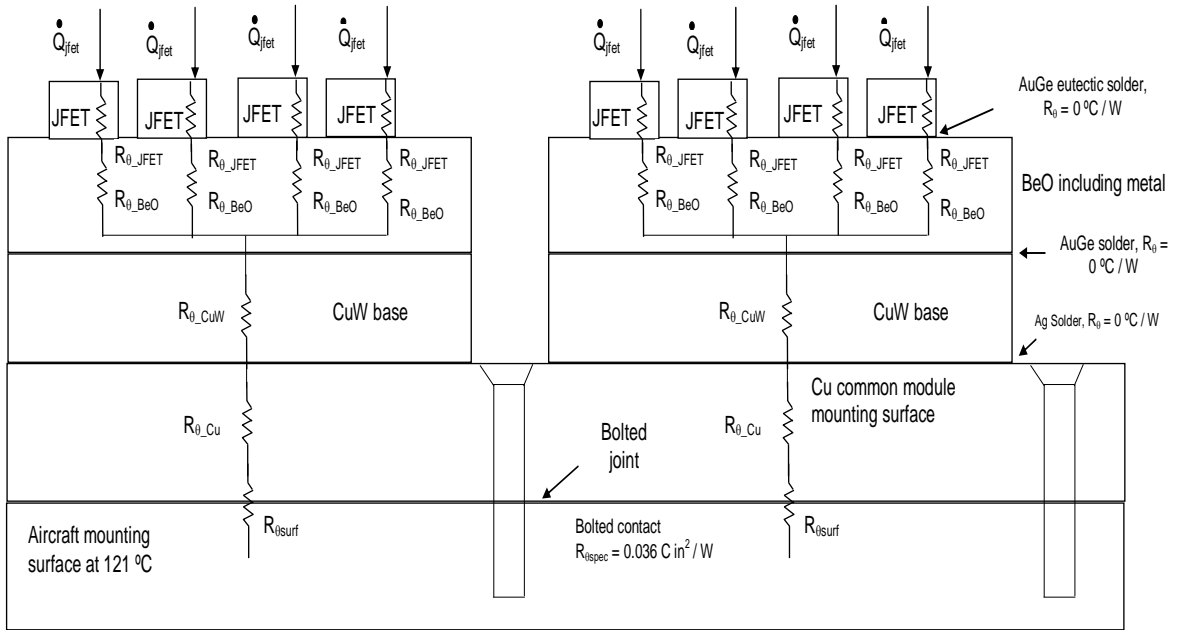 Q̇jfet Q̇jfet Q̇jfet Q̇jfet Q̇jfet Q̇jfet Q̇jfet Q̇jfet
JFET JFET JFET JFET JFET JFET JFET JFET
AuGe eutectic solder,
Rθ = 0 ºC / W
Rθ_JFET Rθ_JFET Rθ_JFET Rθ_JFET Rθ_JFET Rθ_JFET Rθ_JFET Rθ_JFET
BeO including metal
Rθ_BeO Rθ_BeO Rθ_BeO Rθ_BeO Rθ_BeO Rθ_BeO Rθ_BeO Rθ_BeO
AuGe solder, Rθ =
0 ºC / W
Rθ_CuW CuW base Rθ_CuW CuW base
Ag Solder, Rθ = 0 ºC / W
Cu common module
mounting surface
Rθ_Cu Rθ_Cu
Bolted
joint
Rθsurf Rθsurf
Aircraft mounting
surface at 121 ºC
Bolted contact
Rθspec = 0.036 C in² / W